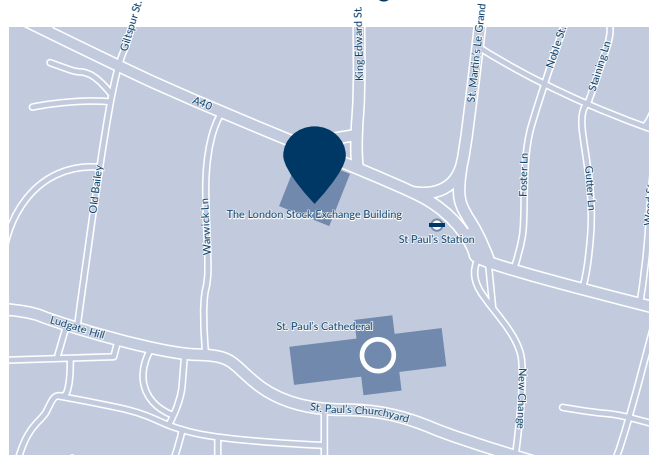 Giltspur St.
King Edward St.
St. Martin's Le Grand
Noble St.
Staining Ln
A40
Old Bailey
Warwick Ln
Foster Ln
Gutter Ln
The London Stock Exchange Building
St Paul's Station
Ludgate Hill
St. Paul's Cathederal
New Change
St. Paul's Churchyard